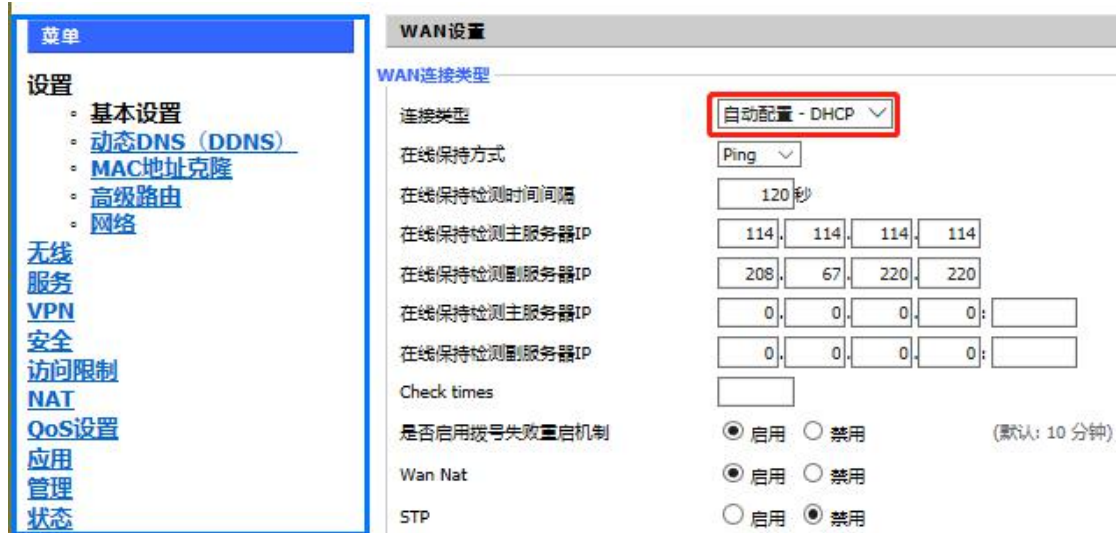 菜单
设置
基本设置
动态DNS（DDNS）
MAC地址克隆
高级路由
网络
无线
服务
VPN
安全
访问限制
NAT
QoS设置
应用
管理
状态
WAN设置
WAN连接类型
连接类型 自动配置 - DHCP
在线保持方式 Ping
在线保持检测时间间隔 120秒
在线保持检测主服务器IP 114. 114. 114. 114
在线保持检测副服务器IP 208. 67. 220. 220
在线保持检测主服务器IP 0. 0. 0. 0:
在线保持检测副服务器IP 0. 0. 0. 0:
Check times
是否启用拨号失败重启机制 启用 禁用 (默认: 10 分钟)
Wan Nat 启用 禁用
STP 启用 禁用